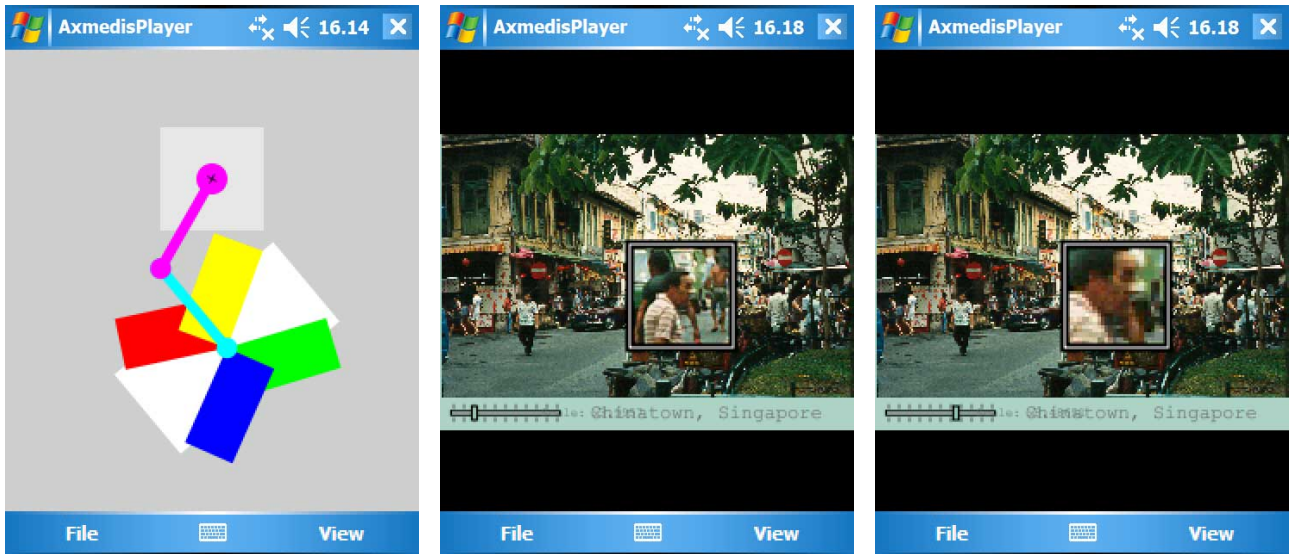 AxmedisPlayer 16.14
File View
AxmedisPlayer 16.18
Chinatown, Singapore
File View
AxmedisPlayer 16.18
Chinatown, Singapore
File View